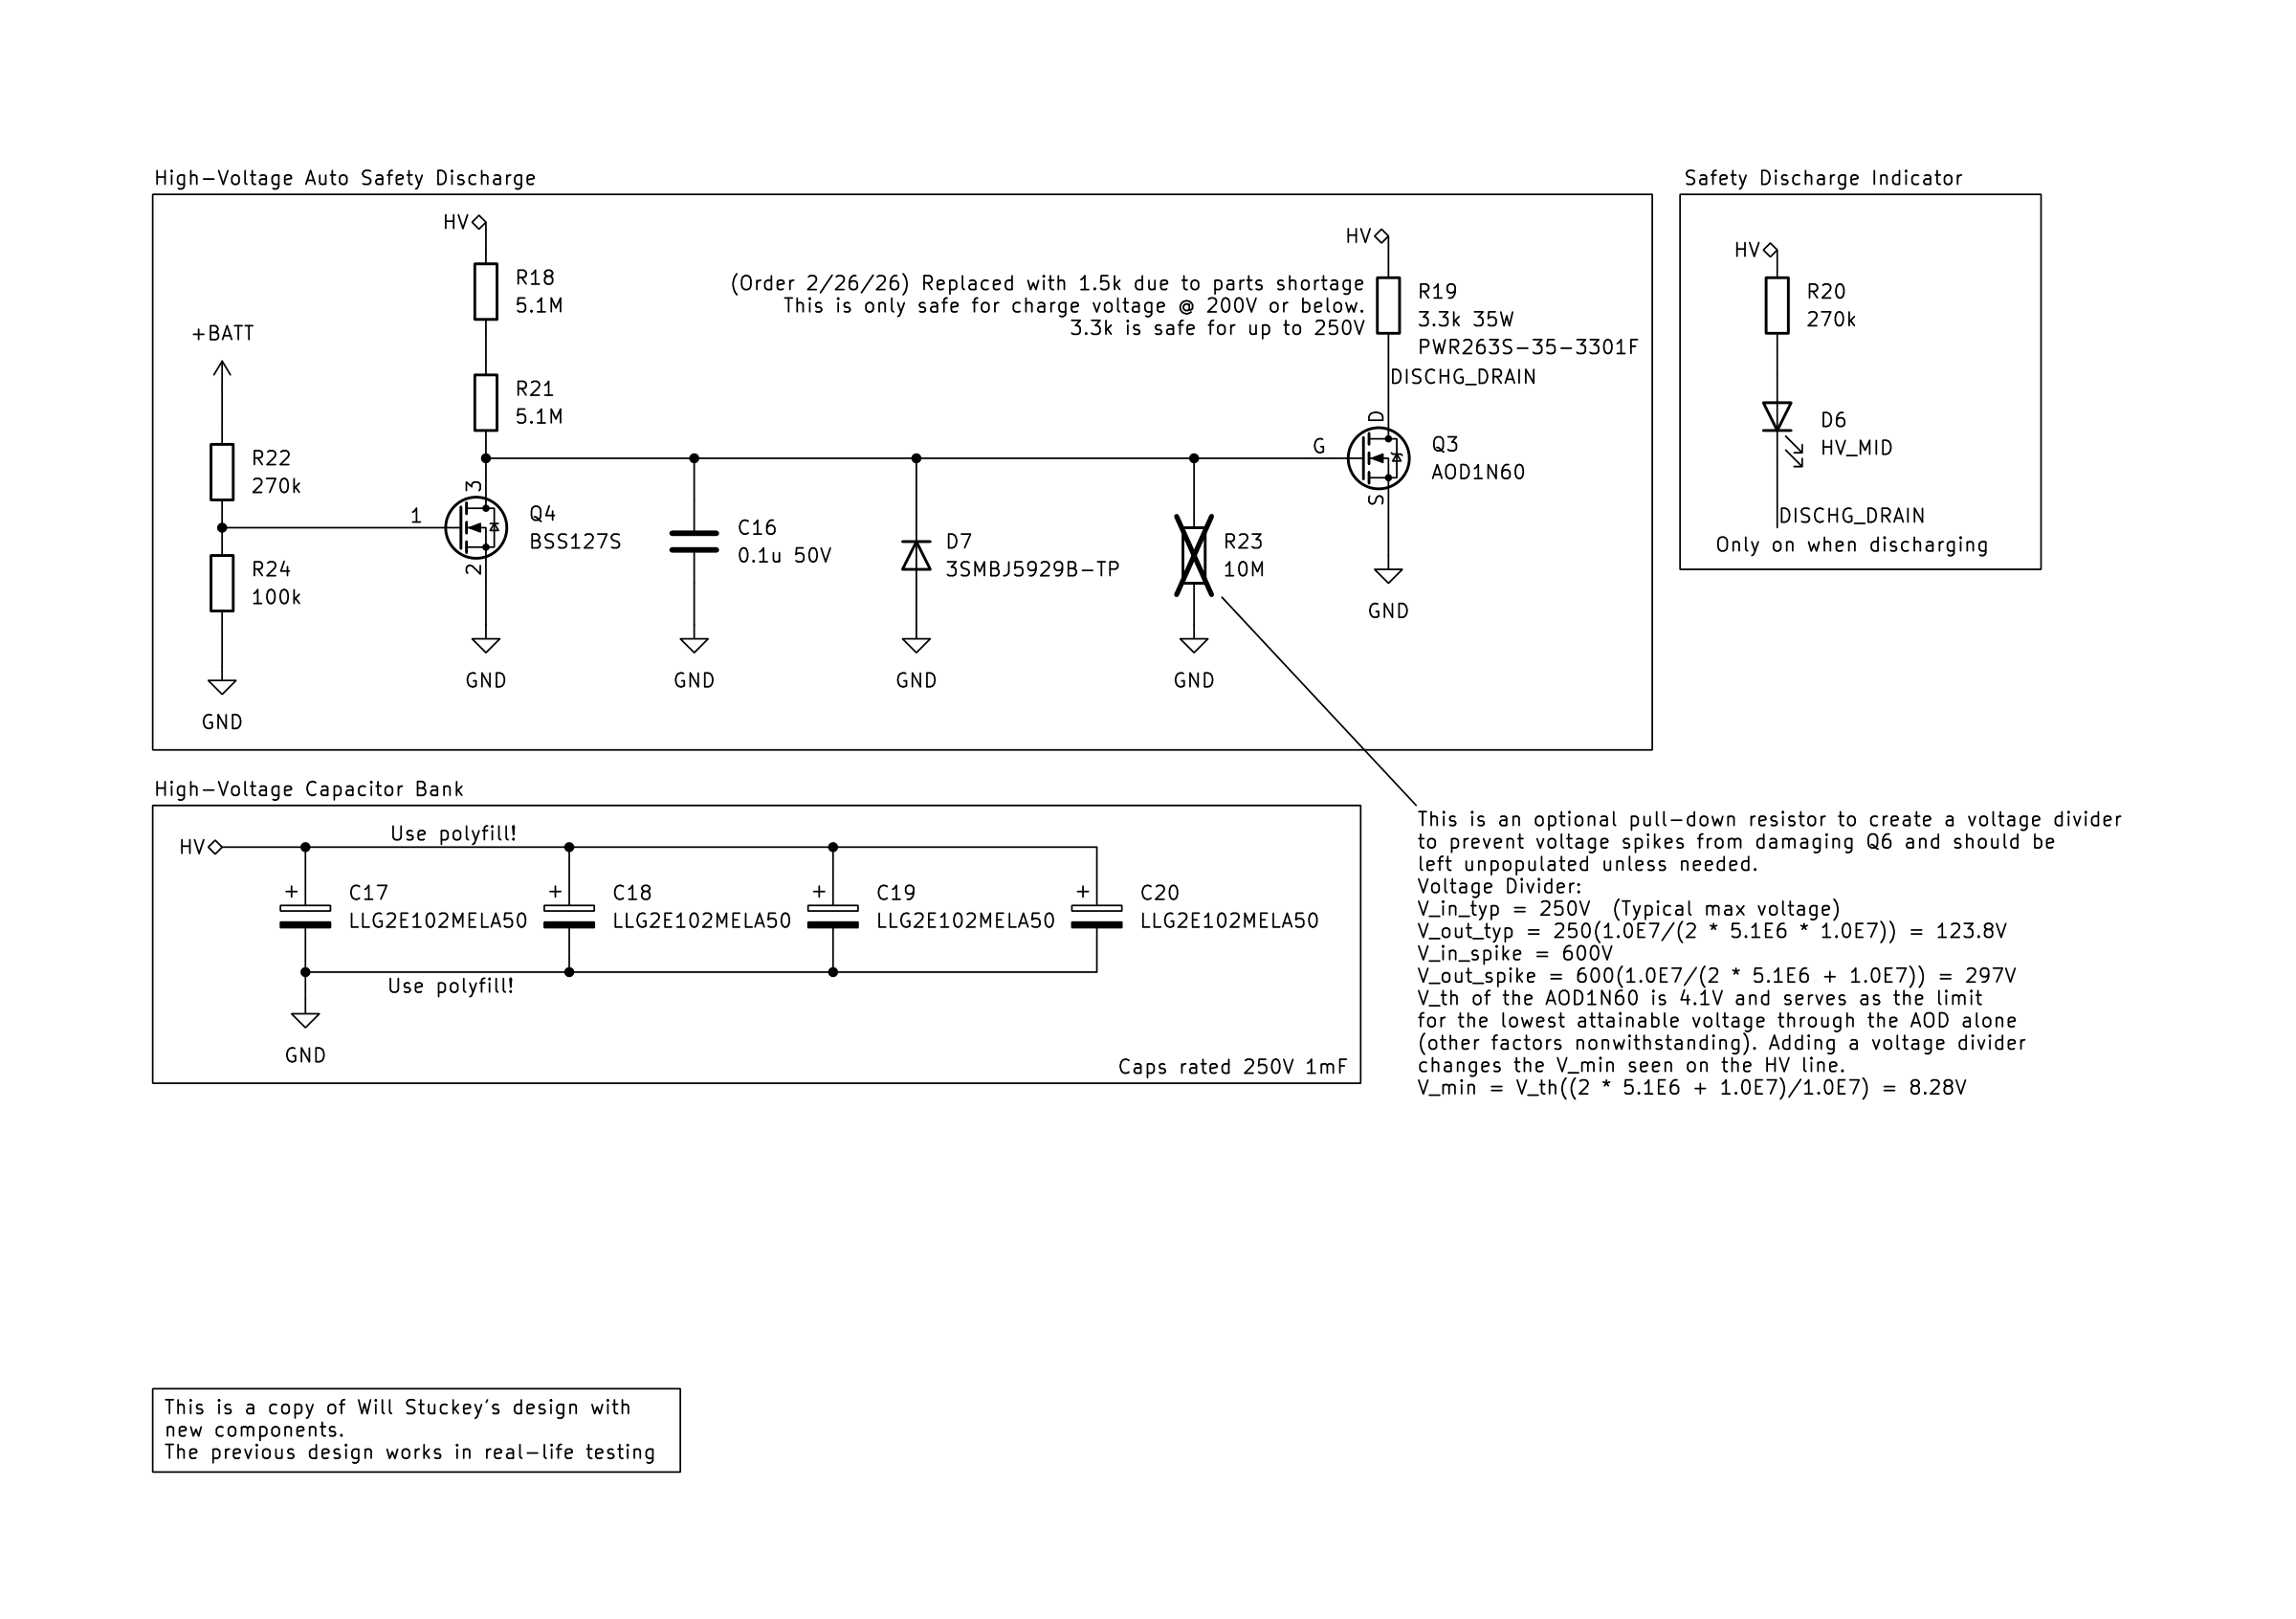 High-Voltage Auto Safety Discharge
HV
R18
5.1M
R21
5.1M
+BATT
R22
270k
R24
100k
GND
1
3
2
Q4
BSS127S
GND
C16
0.1u 50V
GND
D7
3SMBJ5929B-TP
GND
R23
10M
GND
(Order 2/26/26) Replaced with 1.5k due to parts shortage
This is only safe for charge voltage @ 200V or below.
3.3k is safe for up to 250V
HV
R19
3.3k 35W
PWR263S-35-3301F
DISCHG_DRAIN
D
G
S
Q3
AOD1N60
GND
Safety Discharge Indicator
HV
R20
270k
D6
HV_MID
DISCHG_DRAIN
Only on when discharging
High-Voltage Capacitor Bank
HV
Use polyfill!
+
C17
LLG2E102MELA50
+
C18
LLG2E102MELA50
+
C19
LLG2E102MELA50
+
C20
LLG2E102MELA50
Use polyfill!
GND
Caps rated 250V 1mF
This is an optional pull-down resistor to create a voltage divider
to prevent voltage spikes from damaging Q6 and should be
left unpopulated unless needed.
Voltage Divider:
V_in_typ = 250V (Typical max voltage)
V_out_typ = 250(1.0E7/(2 * 5.1E6 * 1.0E7)) = 123.8V
V_in_spike = 600V
V_out_spike = 600(1.0E7/(2 * 5.1E6 + 1.0E7)) = 297V
V_th of the AOD1N60 is 4.1V and serves as the limit
for the lowest attainable voltage through the AOD alone
(other factors nonwithstanding). Adding a voltage divider
changes the V_min seen on the HV line.
V_min = V_th((2 * 5.1E6 + 1.0E7)/1.0E7) = 8.28V
This is a copy of Will Stuckey's design with
new components.
The previous design works in real-life testing